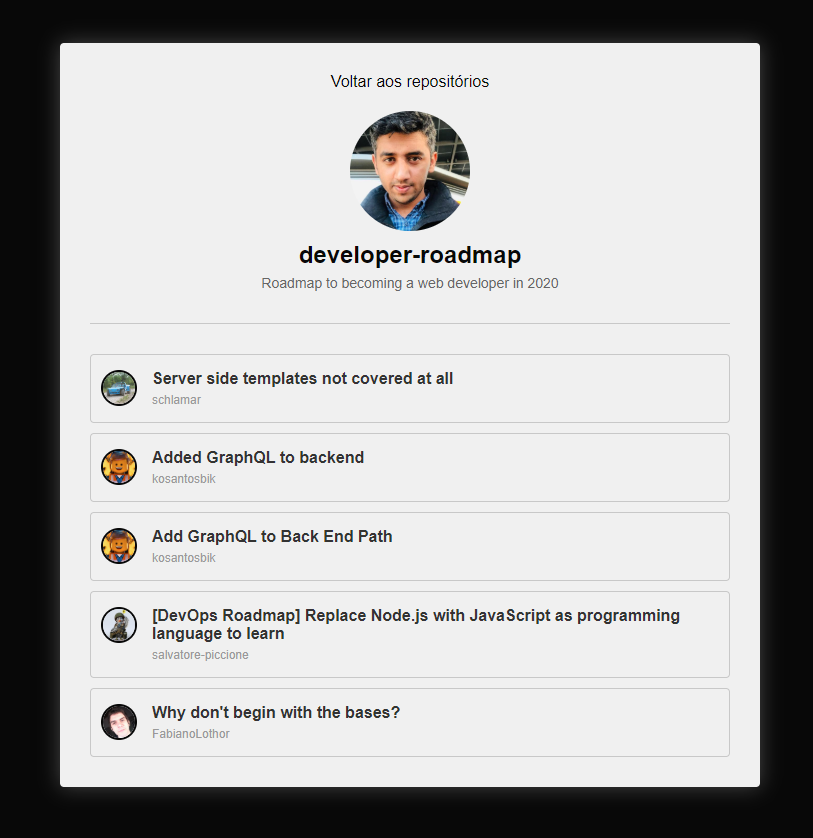 Voltar aos repositórios
developer-roadmap
Roadmap to becoming a web developer in 2020
Server side templates not covered at all
schlamar
Added GraphQL to backend
kosantosbik
Add GraphQL to Back End Path
kosantosbik
[DevOps Roadmap] Replace Node.js with JavaScript as programming
language to learn
salvatore-piccione
Why don't begin with the bases?
FabianoLothor